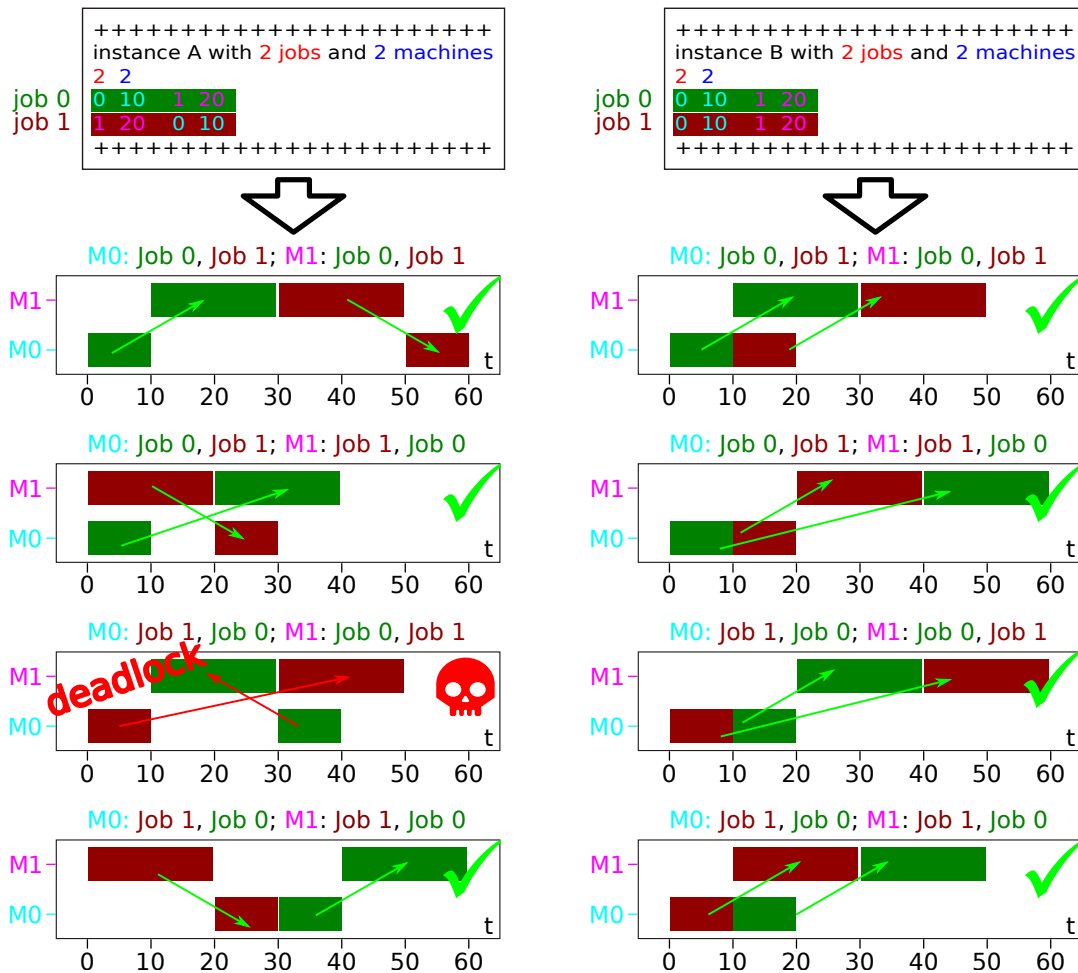 +++++++++++++++++++++++
instance A with 2 jobs and 2 machines
2 2
job 0 0 10 1 20
job 1 1 20 0 10
+++++++++++++++++++++++
M0: Job 0, Job 1; M1: Job 0, Job 1
M1
M0
t
0 10 20 30 40 50 60
M0: Job 0, Job 1; M1: Job 1, Job 0
M1
M0
t
0 10 20 30 40 50 60
M0: Job 1, Job 0; M1: Job 0, Job 1
deadlock
M1
M0
t
0 10 20 30 40 50 60
M0: Job 1, Job 0; M1: Job 1, Job 0
M1
M0
t
0 10 20 30 40 50 60
+++++++++++++++++++++++
instance B with 2 jobs and 2 machines
2 2
job 0 0 10 1 20
job 1 0 10 1 20
+++++++++++++++++++++++
M0: Job 0, Job 1; M1: Job 0, Job 1
M1
M0
t
0 10 20 30 40 50 60
M0: Job 0, Job 1; M1: Job 1, Job 0
M1
M0
t
0 10 20 30 40 50 60
M0: Job 1, Job 0; M1: Job 0, Job 1
M1
M0
t
0 10 20 30 40 50 60
M0: Job 1, Job 0; M1: Job 1, Job 0
M1
M0
t
0 10 20 30 40 50 60